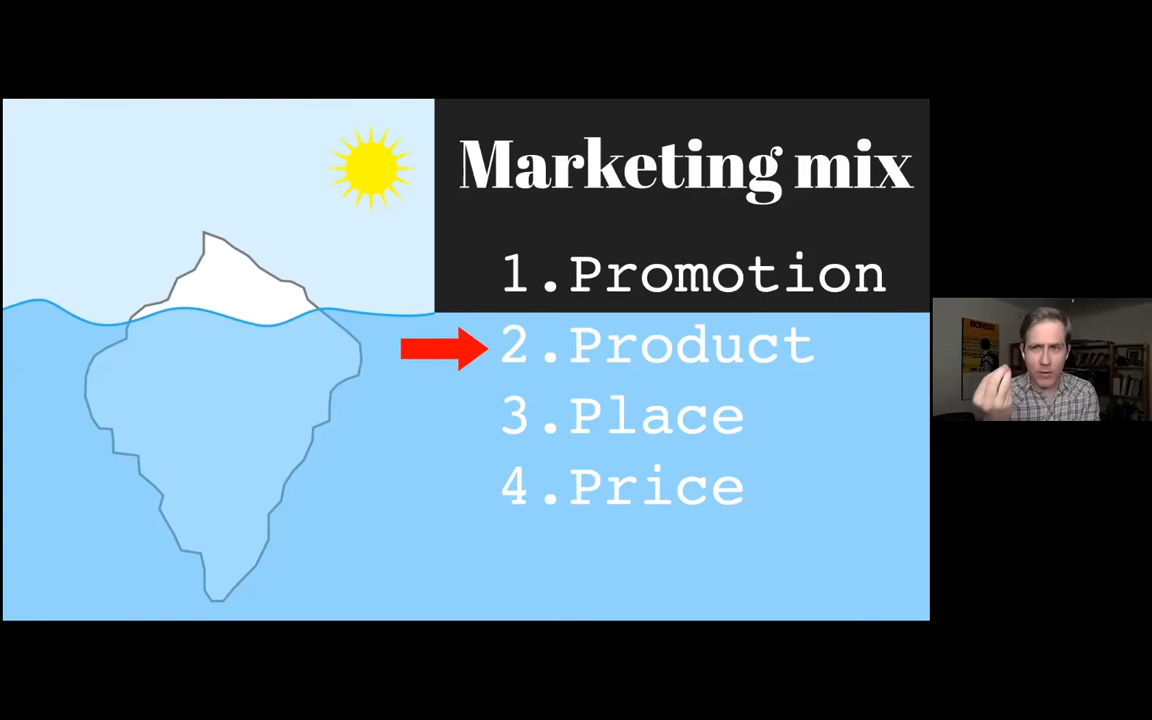 Marketing mix
1.Promotion
2.Product
3.Place
4.Price